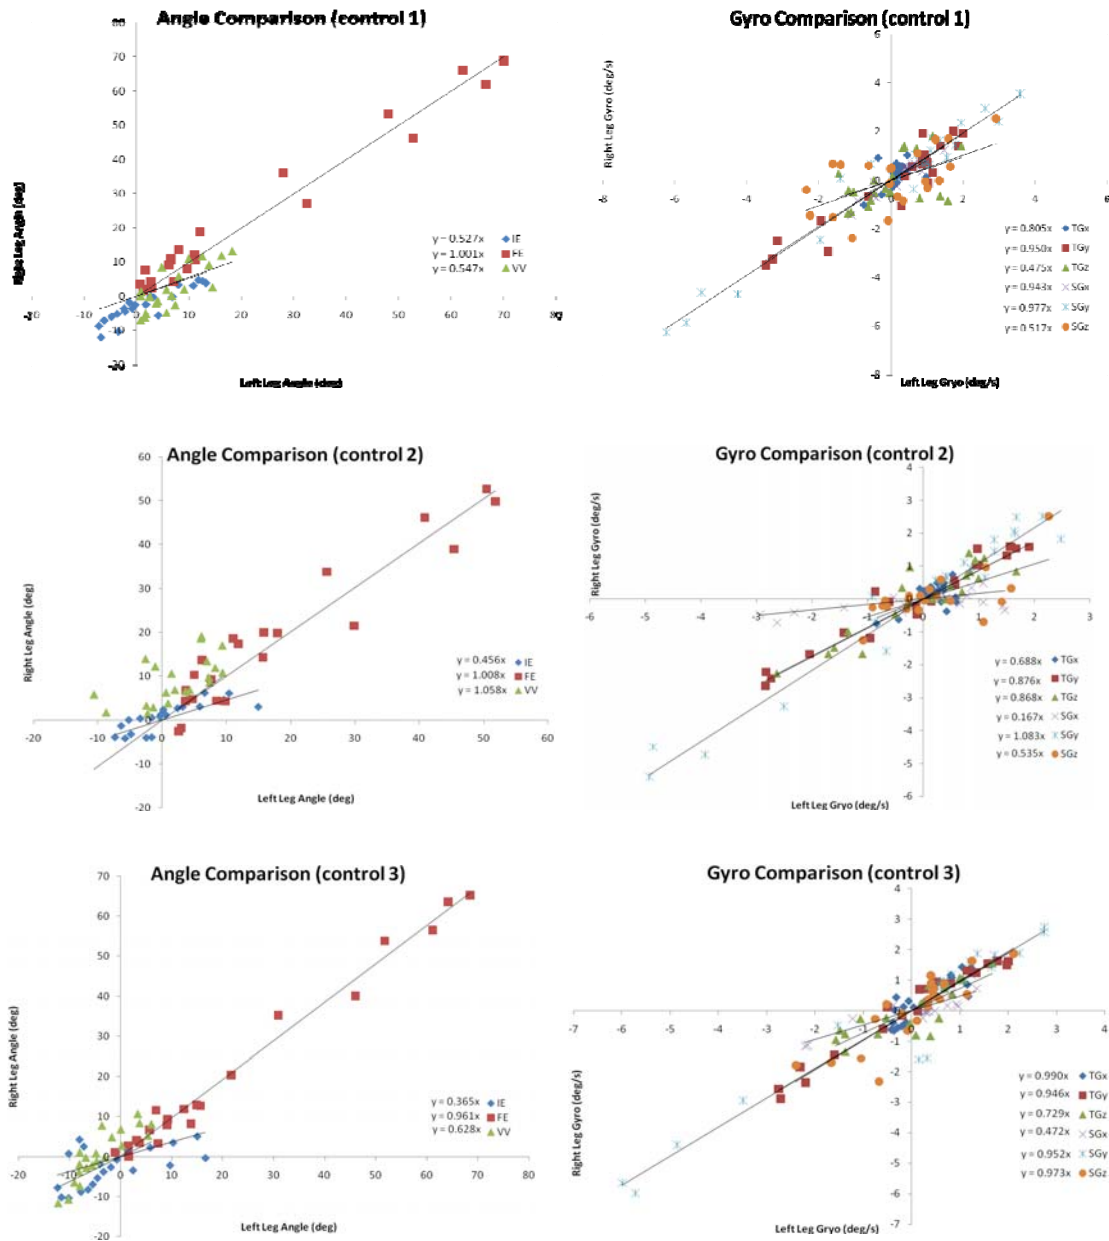 Angle Comparison (control 1)
80
70
60
50
40
30
20
10
0
-10
-20
-10
0
10
20
30
40
50
60
70
80
Right Leg Angle (deg)
Left Leg Angle (deg)
y = 0.527x
IE
y = 1.001x
FE
y = 0.547x
VV
Gyro Comparison (control 1)
6
4
2
0
-2
-4
-6
-8
-8
-6
-4
-2
0
2
4
6
Right Leg Gyro (deg/s)
Left Leg Gryo (deg/s)
y = 0.805x
TGx
y = 0.950x
TGy
y = 0.475x
TGz
y = 0.943x
SGx
y = 0.977x
SGy
y = 0.517x
SGz
Angle Comparison (control 2)
60
50
40
30
20
10
0
-10
-20
-20
-10
0
10
20
30
40
50
60
Right Leg Angle (deg)
Left Leg Angle (deg)
y = 0.456x
IE
y = 1.008x
FE
y = 1.058x
VV
Gyro Comparison (control 2)
4
3
2
1
0
-1
-2
-3
-4
-5
-6
-6
-5
-4
-3
-2
-1
0
1
2
3
Right Leg Gyro (deg/s)
Left Leg Gryo (deg/s)
y = 0.688x
TGx
y = 0.876x
TGy
y = 0.868x
TGz
y = 0.167x
SGx
y = 1.083x
SGy
y = 0.535x
SGz
Angle Comparison (control 3)
70
60
50
40
30
20
10
0
-10
-20
-20
-10
0
10
20
30
40
50
60
70
80
Right Leg Angle (deg)
Left Leg Angle (deg)
y = 0.365x
IE
y = 0.961x
FE
y = 0.628x
VV
Gyro Comparison (control 3)
4
3
2
1
0
-1
-2
-3
-4
-5
-6
-7
-7
-6
-5
-4
-3
-2
-1
0
1
2
3
4
Right Leg Gyro (deg/s)
Left Leg Gryo (deg/s)
y = 0.990x
TGx
y = 0.946x
TGy
y = 0.729x
TGz
y = 0.472x
SGx
y = 0.952x
SGy
y = 0.973x
SGz